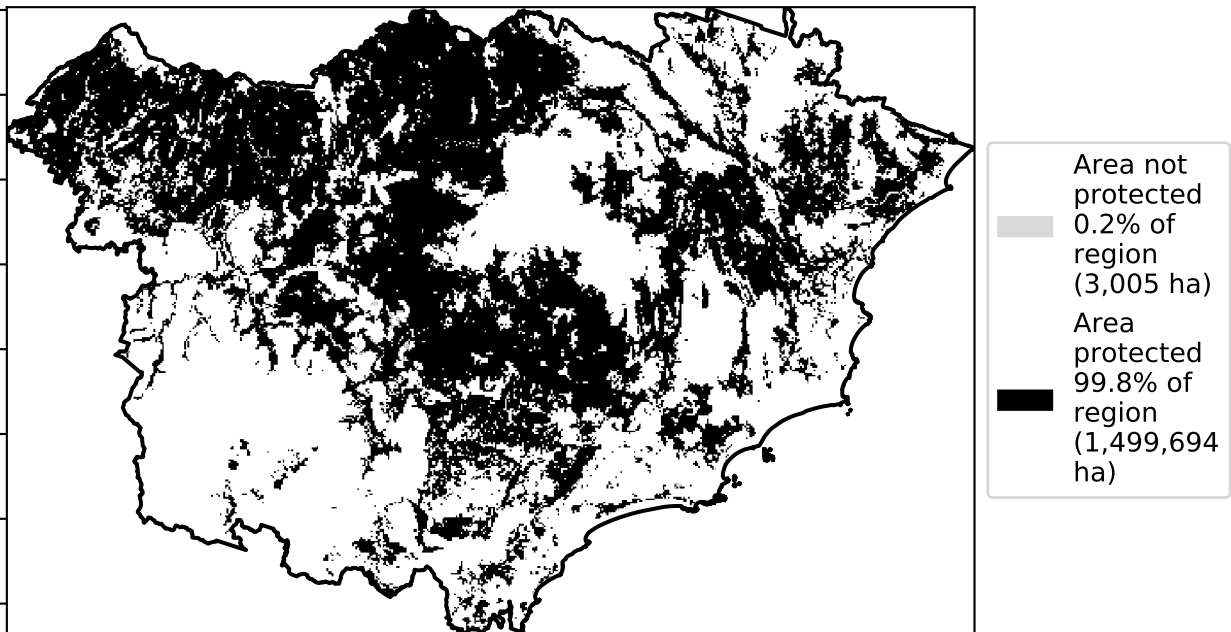 Area not
protected
0.2% of
region
(3,005 ha)
Area
protected
99.8% of
region
(1,499,694
ha)